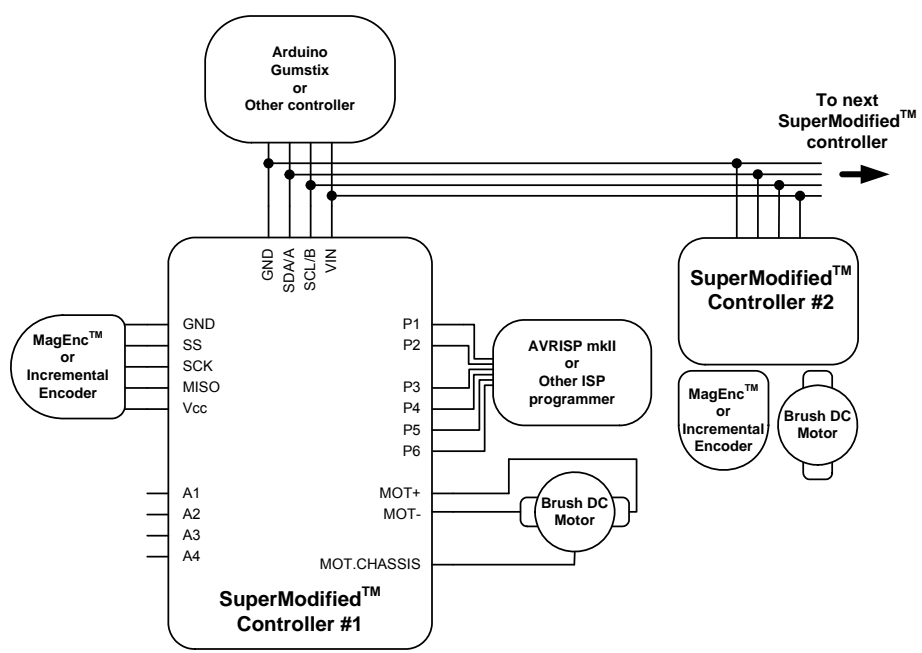 Arduino
Gumstix
or
Other controller
To next
SuperModified™
controller
GND
SDA/A
SCL/B
VIN
SuperModified™
Controller #2
MagEnc™
or
Incremental
Encoder
GND
SS
SCK
MISO
Vcc
P1
P2
P3
P4
P5
P6
AVRISP mkII
or
Other ISP
programmer
MagEnc™
or
Incremental
Encoder
Brush DC
Motor
A1
A2
A3
A4
MOT+
MOT-
MOT.CHASSIS
Brush DC
Motor
SuperModified™
Controller #1